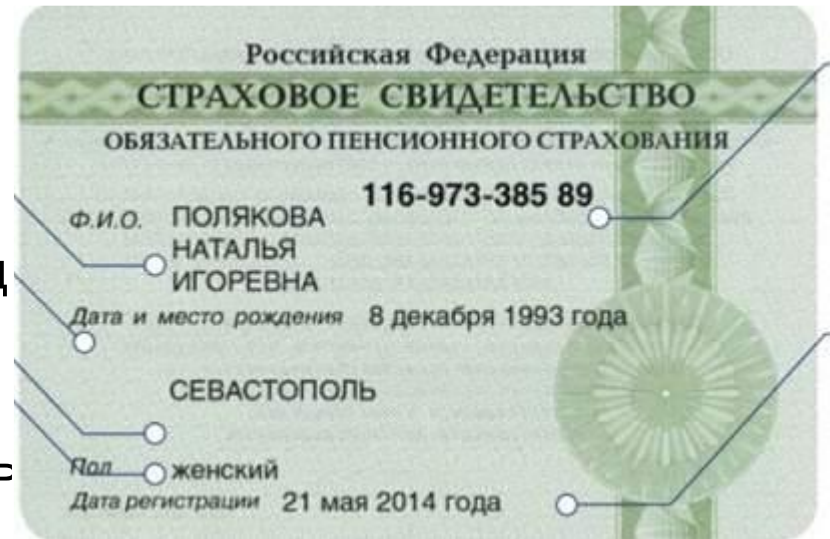 Российская Федерация
СТРАХОВОЕ СВИДЕТЕЛЬСТВО
ОБЯЗАТЕЛЬНОГО ПЕНСИОННОГО СТРАХОВАНИЯ
116-973-385 89
Ф.И.О. ПОЛЯКОВА
НАТАЛЬЯ
ИГОРЕВНА
Дата и место рождения 8 декабря 1993 года
СЕВАСТОПОЛЬ
Пол женский
Дата регистрации 21 мая 2014 года